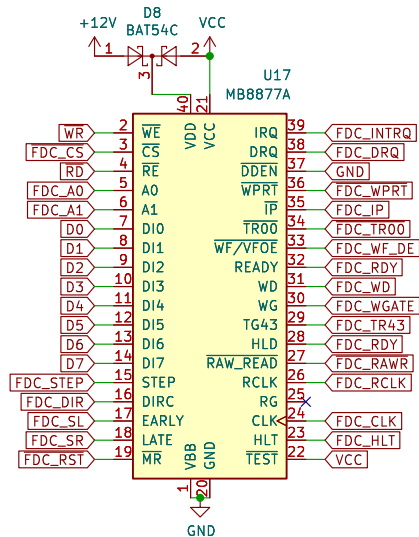 D8
BAT54C
+12V
VCC
1
2
3
U17
MB8877A
40
21
VDD
VCC
WR 2 WE
FDC_CS 3 CS
RD 4 RE
FDC_A0 5 A0
FDC_A1 6 A1
D0 7 DI0
D1 8 DI1
D2 9 DI2
D3 10 DI3
D4 11 DI4
D5 12 DI5
D6 13 DI6
D7 14 DI7
FDC_STEP 15 STEP
FDC_DIR 16 DIRC
FDC_SL 17 EARLY
FDC_SR 18 LATE
FDC_RST 19 MR
IRQ 39 FDC_INTRQ
DRQ 38 FDC_DRQ
DDEN 37 GND
WPRT 36 FDC_WPRT
IP 35 FDC_IP
TR00 34 FDC_TR00
WF/VFOE 33 FDC_WF_DE
READY 32 FDC_RDY
WD 31 FDC_WD
WG 30 FDC_WGATE
TG43 29 FDC_TR43
HLD 28 FDC_RDY
RAW_READ 27 FDC_RAWR
RCLK 26 FDC_RCLK
RG 25
CLK 24 FDC_CLK
HLT 23 FDC_HLT
TEST 22 VCC
VBB
GND
1
20
GND